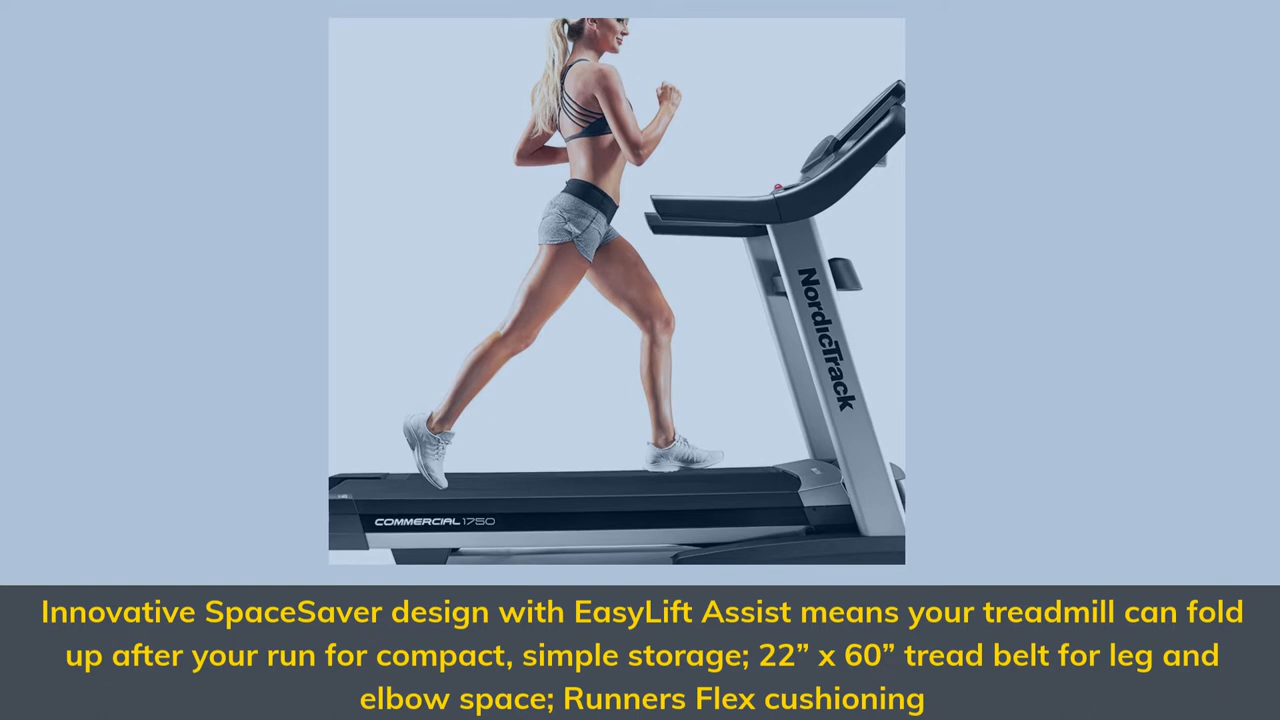 NordicTrack
COMMERCIAL 1750
Innovative SpaceSaver design with EasyLift Assist means your treadmill can fold
up after your run for compact, simple storage; 22” x 60” tread belt for leg and
elbow space; Runners Flex cushioning